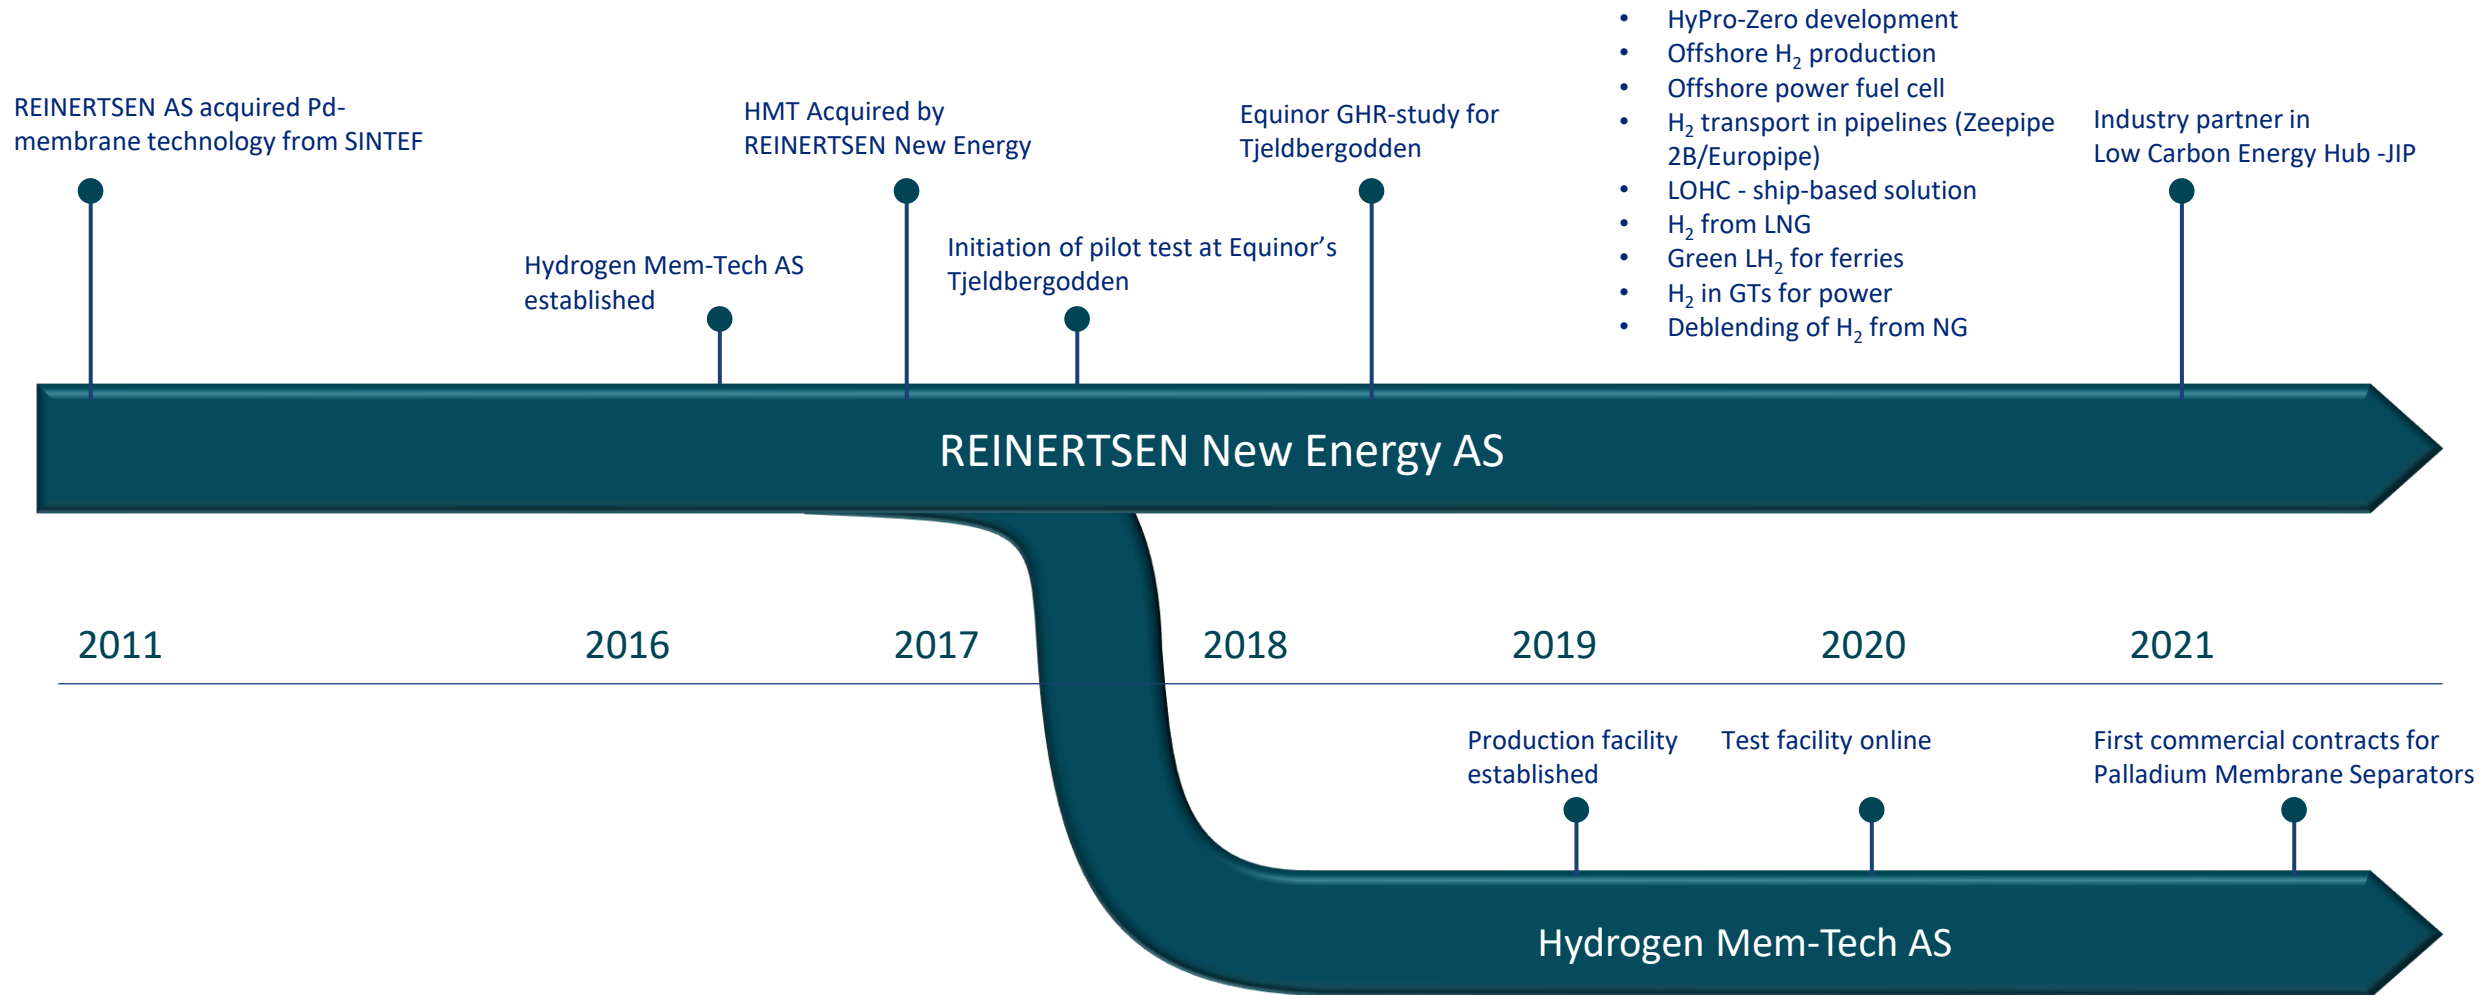 REINERTSEN AS acquired Pd-
membrane technology from SINTEF
Hydrogen Mem-Tech AS
established
HMT Acquired by
REINERTSEN New Energy
Initiation of pilot test at Equinor’s
Tjeldbergodden
Equinor GHR-study for
Tjeldbergodden
• HyPro-Zero development
• Offshore H₂ production
• Offshore power fuel cell
• H₂ transport in pipelines (Zeepipe
2B/Europipe)
• LOHC - ship-based solution
• H₂ from LNG
• Green LH₂ for ferries
• H₂ in GTs for power
• Deblending of H₂ from NG
Industry partner in
Low Carbon Energy Hub -JIP
REINERTSEN New Energy AS
2011 2016 2017 2018 2019 2020 2021
Production facility
established
Test facility online
First commercial contracts for
Palladium Membrane Separators
Hydrogen Mem-Tech AS